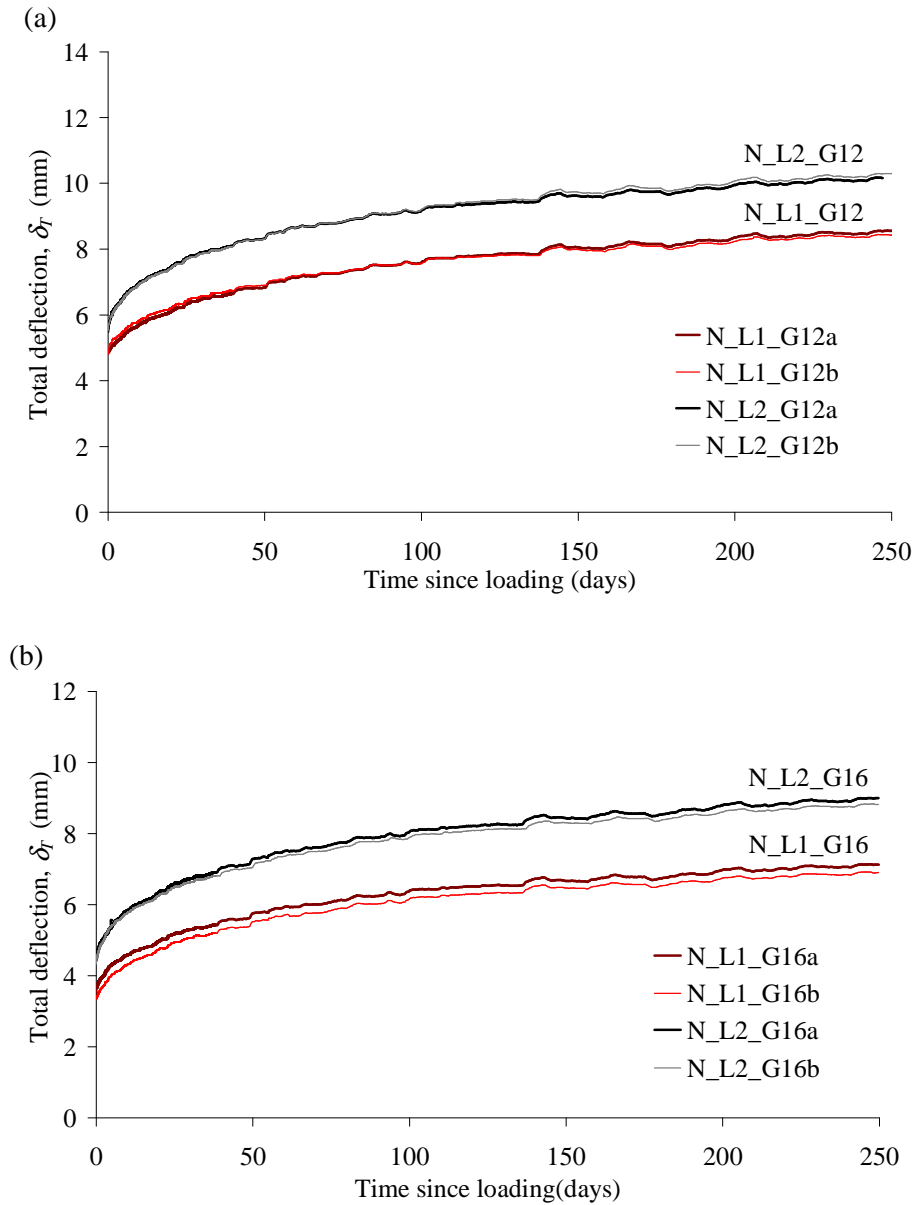 (a)
14
12
10
8
6
4
2
0
Total deflection, δT (mm)
N_L2_G12
N_L1_G12
N_L1_G12a
N_L1_G12b
N_L2_G12a
N_L2_G12b
0 50 100 150 200 250
Time since loading (days)
(b)
12
10
8
6
4
2
0
Total deflection, δT (mm)
N_L2_G16
N_L1_G16
N_L1_G16a
N_L1_G16b
N_L2_G16a
N_L2_G16b
0 50 100 150 200 250
Time since loading(days)